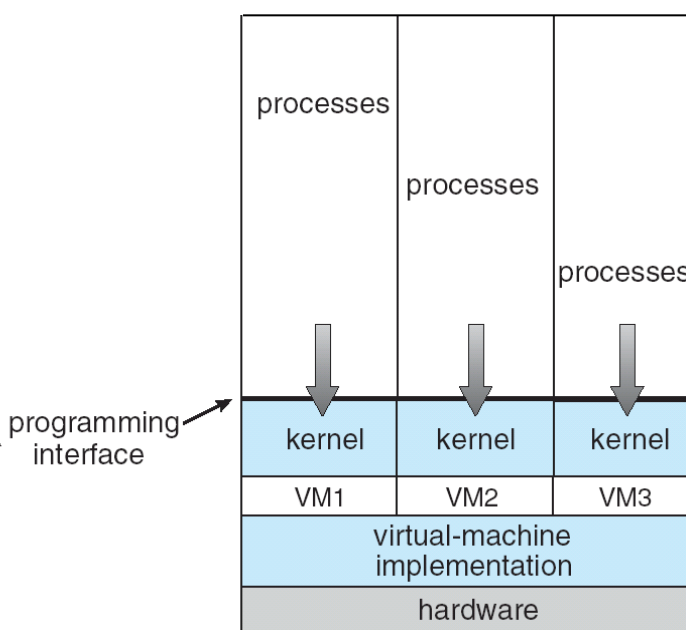 processes
processes
processes
programming
interface
kernel
kernel
kernel
VM1
VM2
VM3
virtual-machine
implementation
hardware